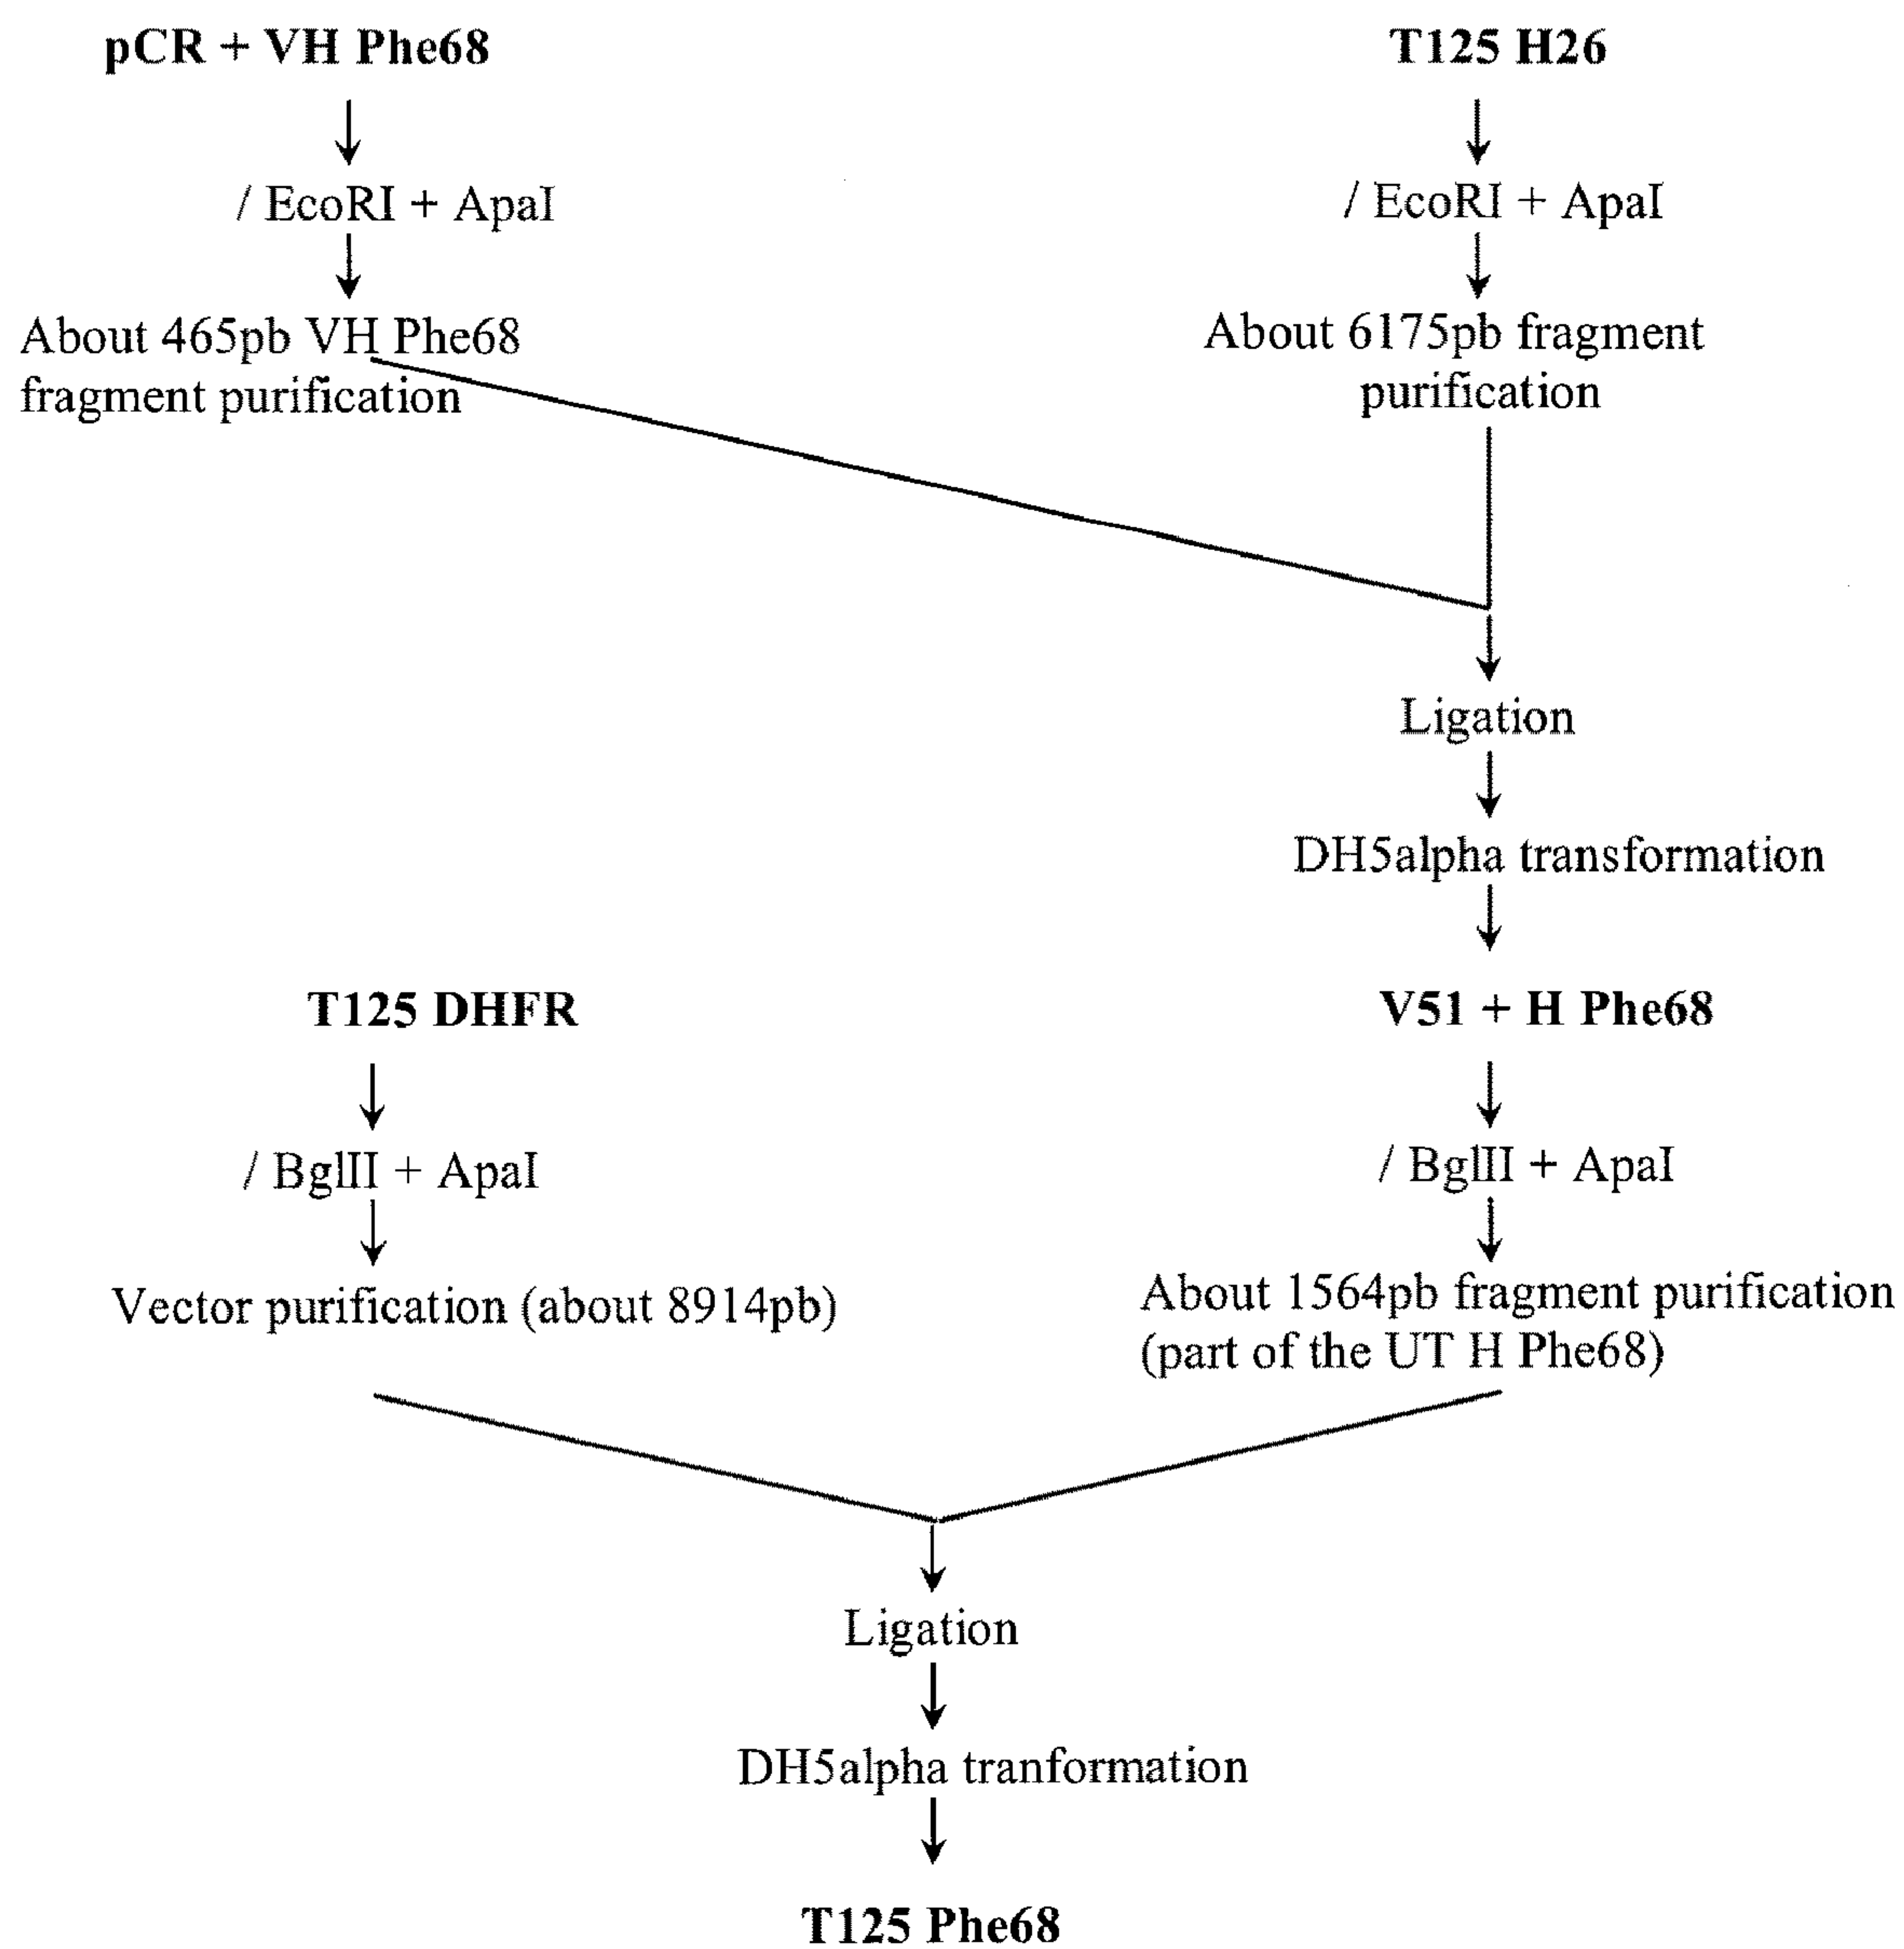 pCR + VH Phe68
T125 H26
/ EcoRI + ApaI
/ EcoRI + ApaI
About 465pb VH Phe68
fragment purification
About 6175pb fragment
purification
Ligation
DH5alpha transformation
T125 DHFR
V51 + H Phe68
/ BglII + ApaI
/ BglII + ApaI
Vector purification (about 8914pb)
About 1564pb fragment purification
(part of the UT H Phe68)
Ligation
DH5alpha tranformation
T125 Phe68